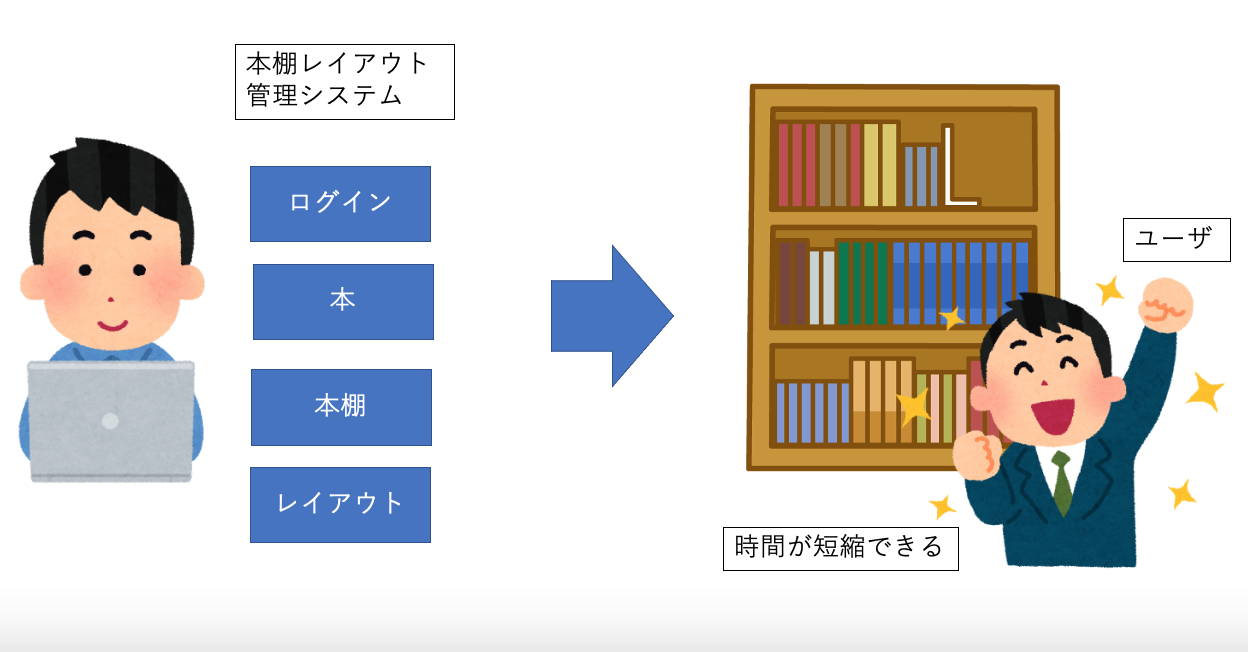 本棚レイアウト
管理システム
ログイン
本
本棚
レイアウト
ユーザ
時間が短縮できる